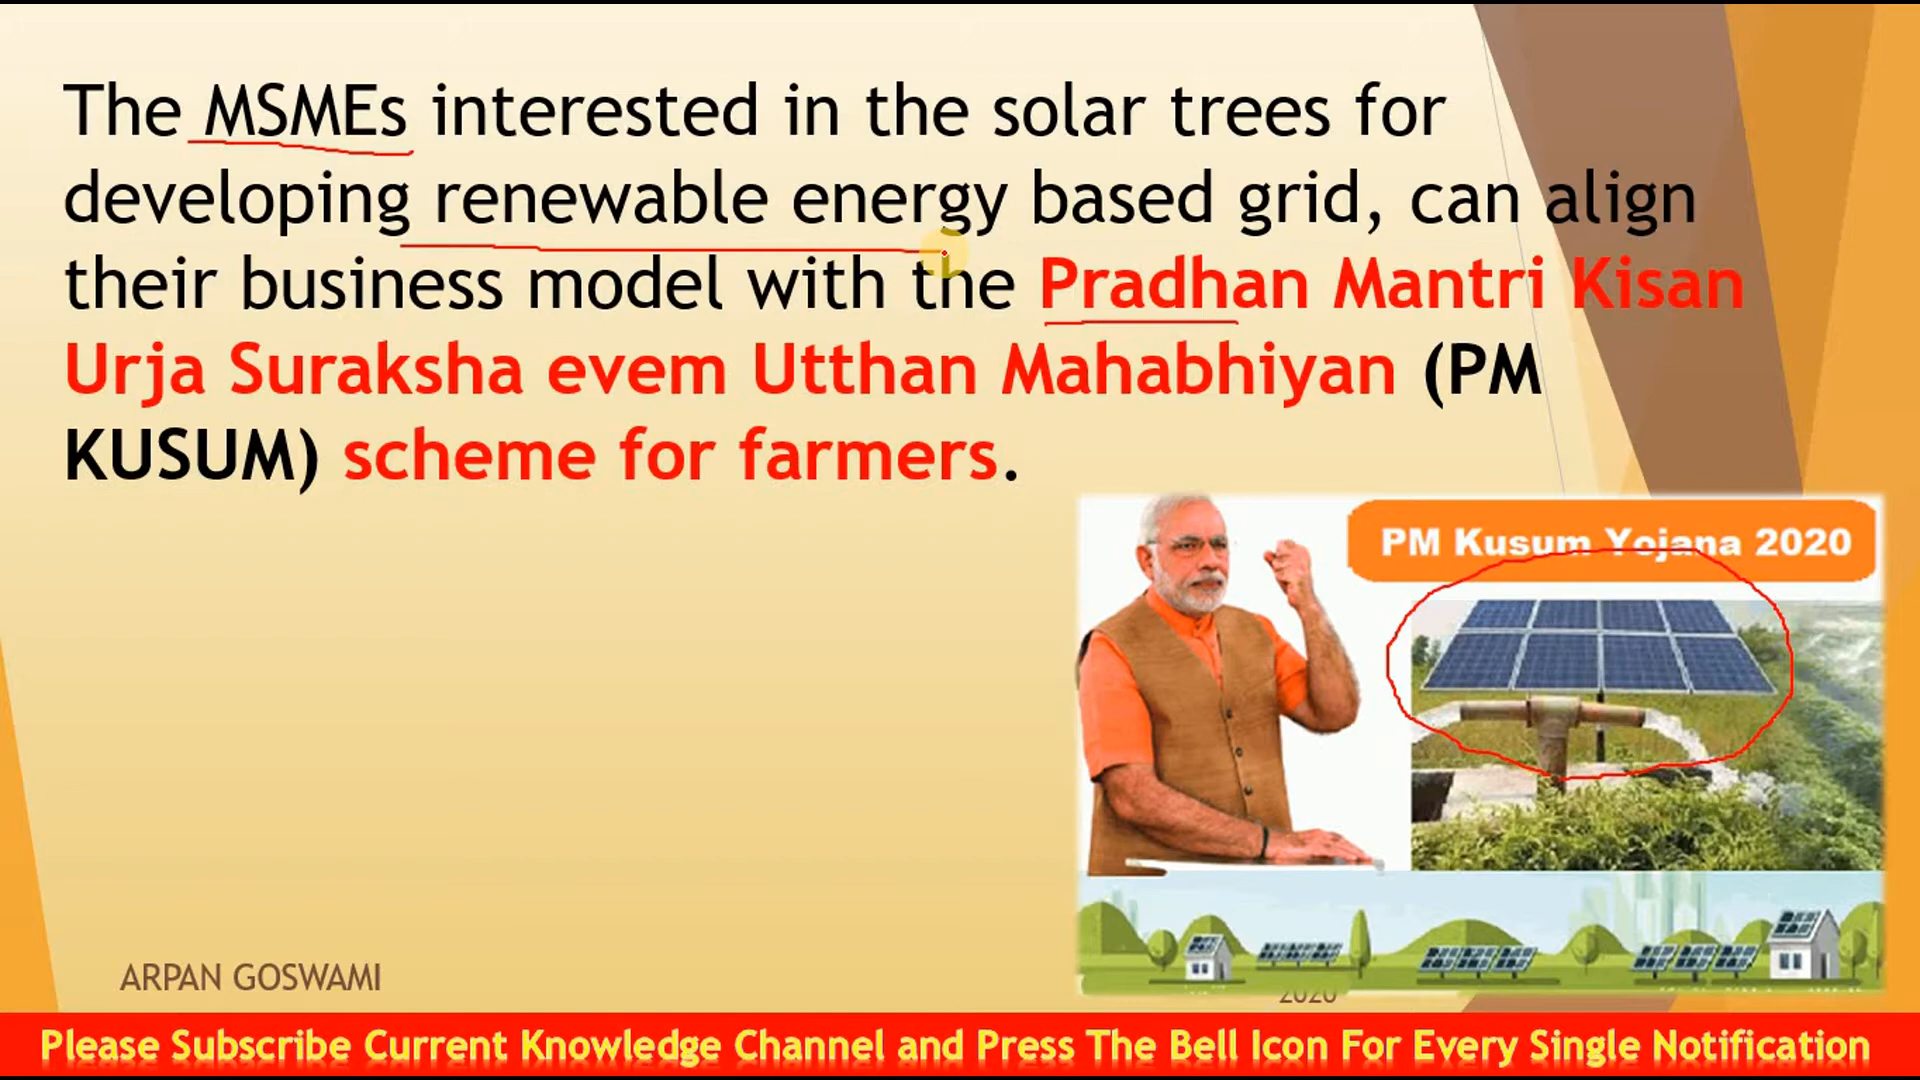 The MSMEs interested in the solar trees for
developing renewable energy based grid, can align
their business model with the Pradhan Mantri Kisan
Urja Suraksha evem Utthan Mahabhiyan (PM
KUSUM) scheme for farmers.
PM Kusum Yojana 2020
ARPAN GOSWAMI
2020
Please Subscribe Current Knowledge Channel and Press The Bell Icon For Every Single Notification